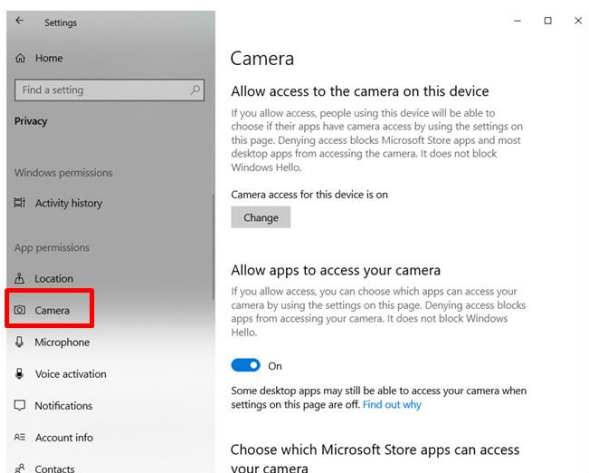 Settings
Home
Find a setting
Privacy
Windows permissions
Activity history
App permissions
Location
Camera
Microphone
Voice activation
Notifications
Account info
Contacts
Camera
Allow access to the camera on this device
If you allow access, people using this device will be able to
choose if their apps have camera access by using the settings on
this page. Denying access blocks Microsoft Store apps and most
desktop apps from accessing the camera. It does not block
Windows Hello.
Camera access for this device is on
Change
Allow apps to access your camera
If you allow access, you can choose which apps can access your
camera by using the settings on this page. Denying access blocks
apps from accessing your camera. It does not block Windows
Hello.
On
Some desktop apps may still be able to access your camera when
settings on this page are off. Find out why
Choose which Microsoft Store apps can access
your camera